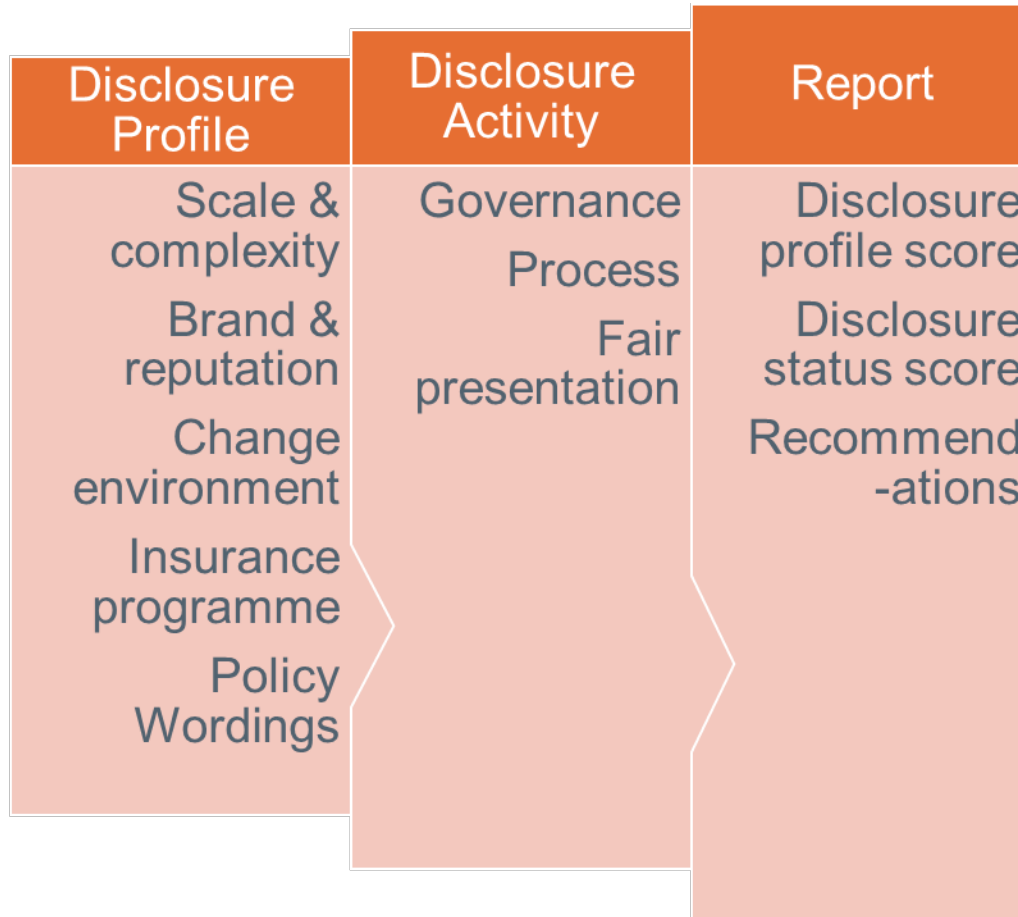 Disclosure
Profile
Scale &
complexity
Brand &
reputation
Change
environment
Insurance
programme
Policy
Wordings
Disclosure
Activity
Governance
Process
Fair
presentation
Report
Disclosure
profile score
Disclosure
status score
Recommend
-ations